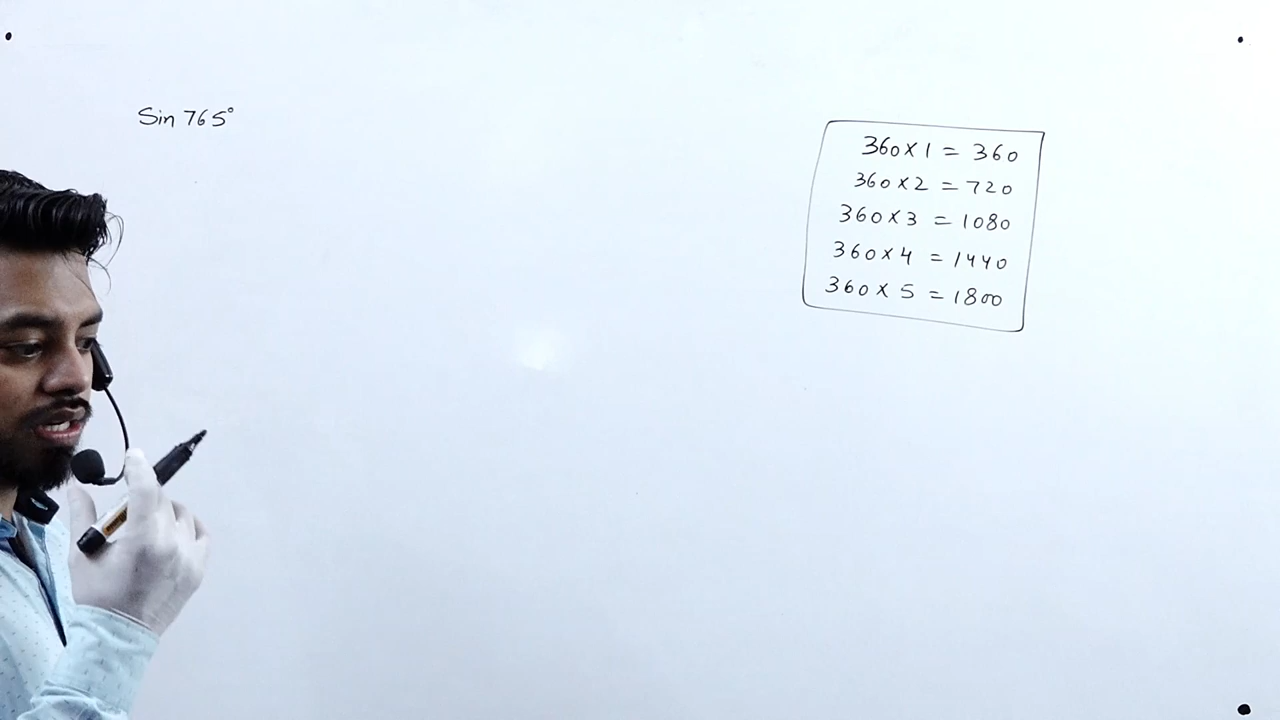 Sin 765°
360 × 1 = 360
360 × 2 = 720
360 × 3 = 1080
360 × 4 = 1440
360 × 5 = 1800